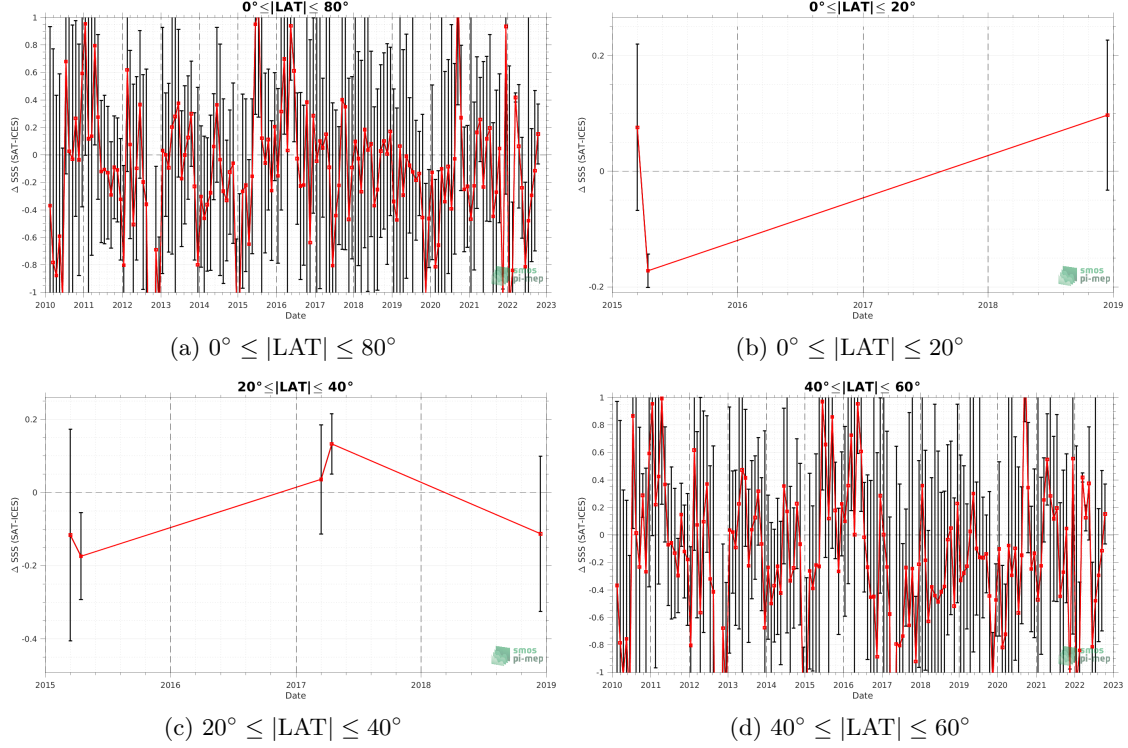 0°≤|LAT|≤ 80°
Δ SSS (SAT-ICES)
1
0.8
0.6
0.4
0.2
0
-0.2
-0.4
-0.6
-0.8
-1
2010 2011 2012 2013 2014 2015 2016 2017 2018 2019 2020 2021 2022 2023
Date
smos
pi-mep
(a) 0° ≤ |LAT| ≤ 80°
0°≤|LAT|≤ 20°
Δ SSS (SAT-ICES)
0.2
0
-0.2
2015 2016 2017 2018 2019
Date
smos
pi-mep
(b) 0° ≤ |LAT| ≤ 20°
20°≤|LAT|≤ 40°
Δ SSS (SAT-ICES)
0.2
0
-0.2
-0.4
2015 2016 2017 2018 2019
Date
smos
pi-mep
(c) 20° ≤ |LAT| ≤ 40°
40°≤|LAT|≤ 60°
Δ SSS (SAT-ICES)
1
0.8
0.6
0.4
0.2
0
-0.2
-0.4
-0.6
-0.8
-1
2010 2011 2012 2013 2014 2015 2016 2017 2018 2019 2020 2021 2022 2023
Date
smos
pi-mep
(d) 40° ≤ |LAT| ≤ 60°